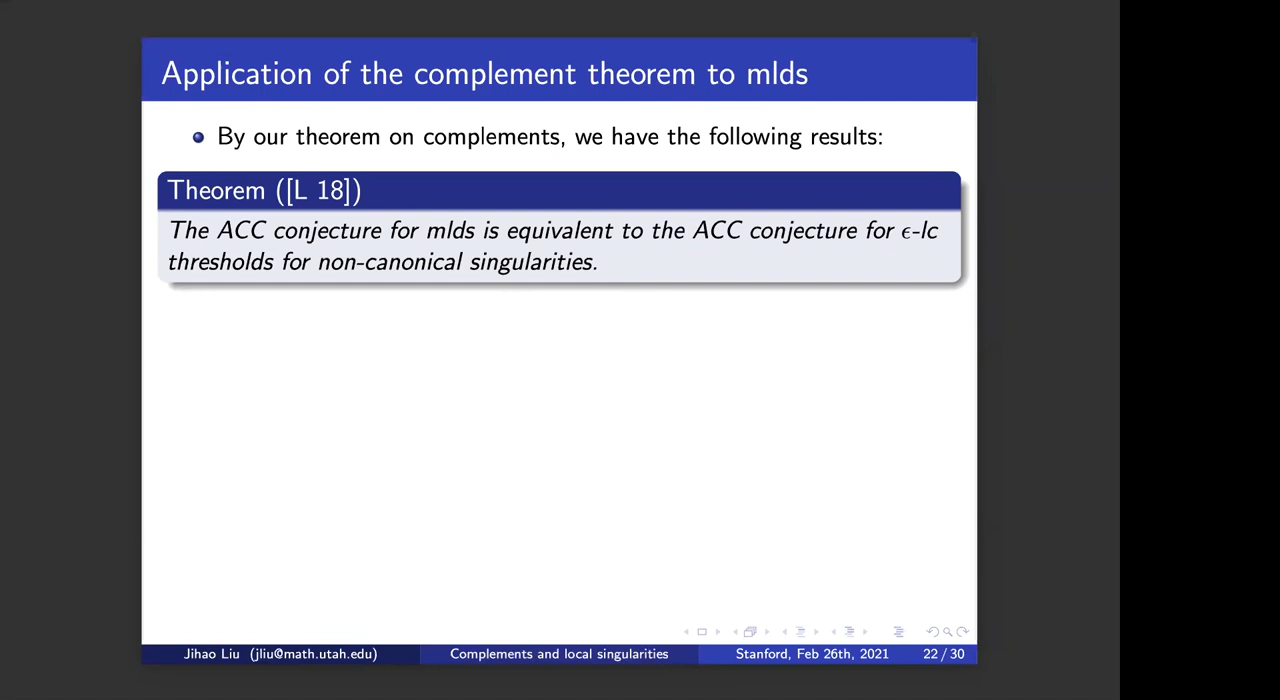 Application of the complement theorem to mlds
By our theorem on complements, we have the following results:
Theorem ([L 18])
The ACC conjecture for mlds is equivalent to the ACC conjecture for ϵ-lc
thresholds for non-canonical singularities.
Jihao Liu (jliu@math.utah.edu) Complements and local singularities Stanford, Feb 26th, 2021 22 / 30